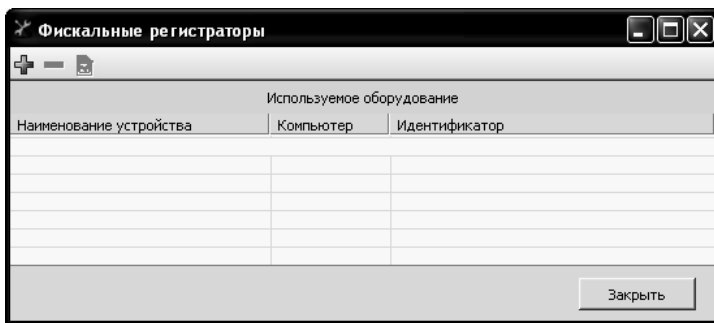 Фискальные регистраторы
Используемое оборудование
Наименование устройства Компьютер Идентификатор
Закрыть